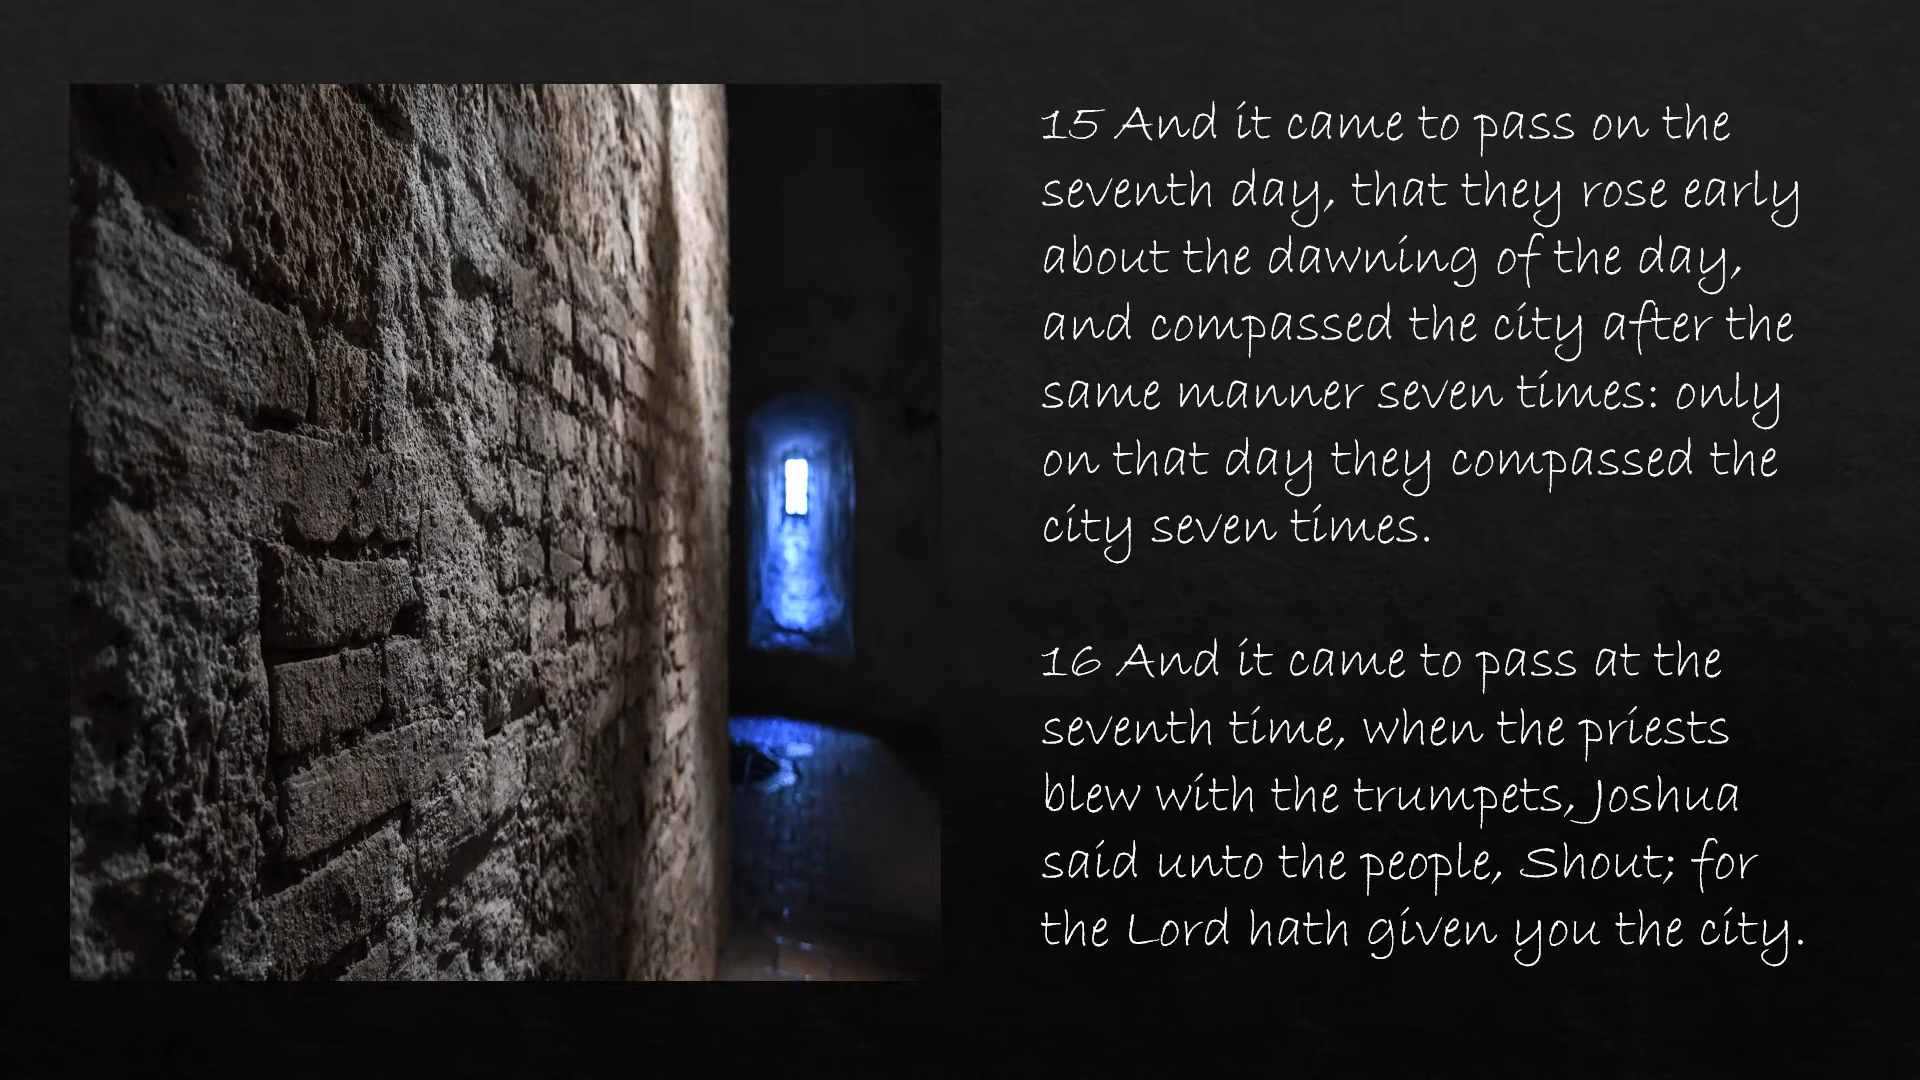 15 And it came to pass on the
seventh day, that they rose early
about the dawning of the day,
and compassed the city after the
same manner seven times: only
on that day they compassed the
city seven times.
16 And it came to pass at the
seventh time, when the priests
blew with the trumpets, Joshua
said unto the people, Shout; for
the Lord hath given you the city.